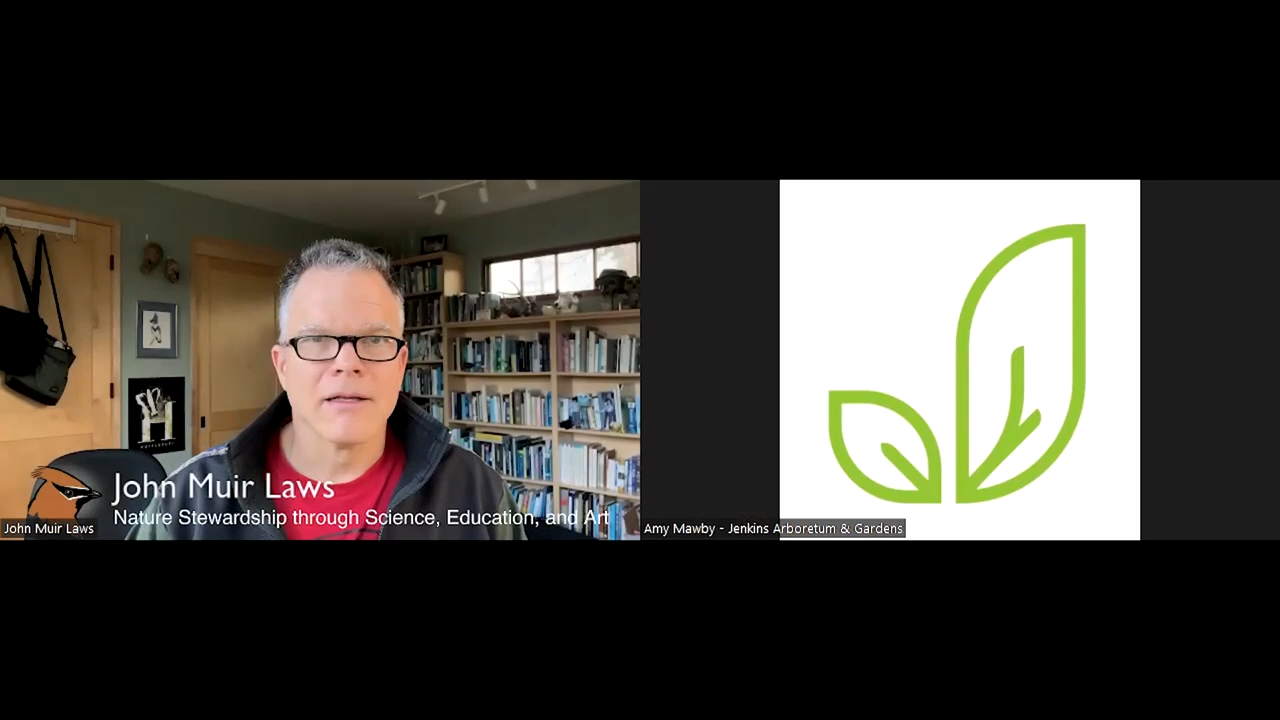 John Muir Laws
Nature Stewardship through Science, Education, and Art
John Muir Laws
Amy Mawby - Jenkins Arboretum & Gardens